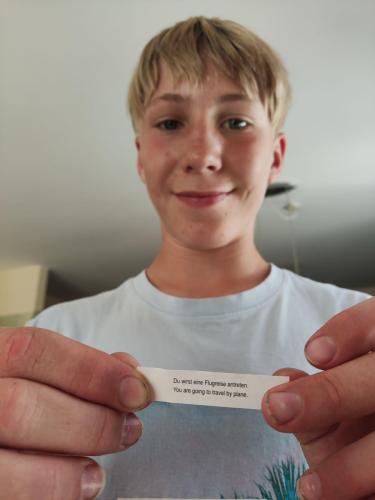 Du wirst eine Flugreise antreten.
You are going to travel by plane.